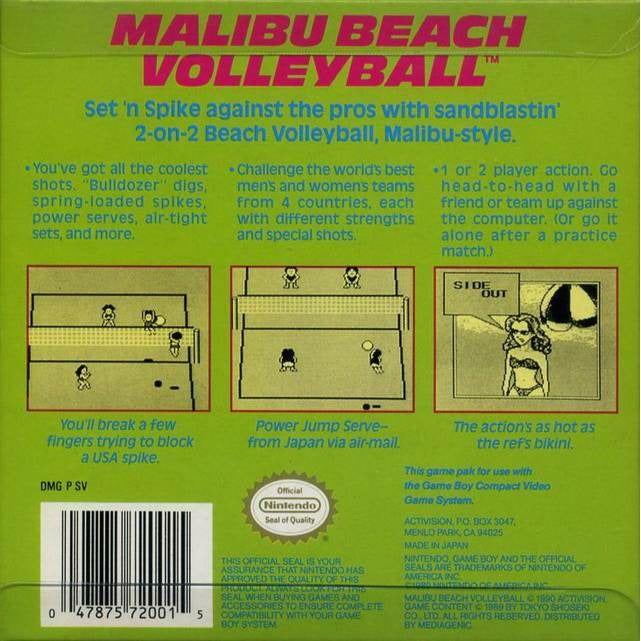 MALIBU BEACH
VOLLEYBALL™
Set 'n Spike against the pros with sandblastin'
2-on-2 Beach Volleyball, Malibu-style.
• You've got all the coolest
shots. "Bulldozer" digs,
spring-loaded spikes,
power serves, air-tight
sets, and more.
• Challenge the world's best
men's and women's teams
from 4 countries, each
with different strengths
and special shots.
• 1 or 2 player action. Go
head-to-head with a
friend or team up against
the computer. (Or go it
alone after a practice
match.)
SIDE
OUT
You'll break a few
fingers trying to block
a USA spike.
Power Jump Serve–
from Japan via air-mail.
The action's as hot as
the ref's bikini.
DMG P SV
0 47875 72001 5
Official
Nintendo
Seal of Quality
THIS OFFICIAL SEAL IS YOUR
ASSURANCE THAT NINTENDO HAS
APPROVED THE QUALITY OF THIS
PRODUCT. ALWAYS LOOK FOR THIS
SEAL WHEN BUYING GAMES AND
ACCESSORIES TO ENSURE COMPLETE
COMPATIBILITY WITH YOUR GAME
BOY SYSTEM.
This game pak for use with
the Game Boy Compact Video
Game System.
ACTIVISION, P.O. BOX 3047,
MENLO PARK, CA 94025
MADE IN JAPAN
NINTENDO, GAME BOY AND THE OFFICIAL
SEALS ARE TRADEMARKS OF NINTENDO OF
AMERICA INC.
©1989 NINTENDO OF AMERICA INC.
MALIBU BEACH VOLLEYBALL © 1990 ACTIVISION.
GAME CONTENT © 1989 BY TOKYO SHOSEKI
CO., LTD. ALL RIGHTS RESERVED. DISTRIBUTED
BY MEDIAGENIC.